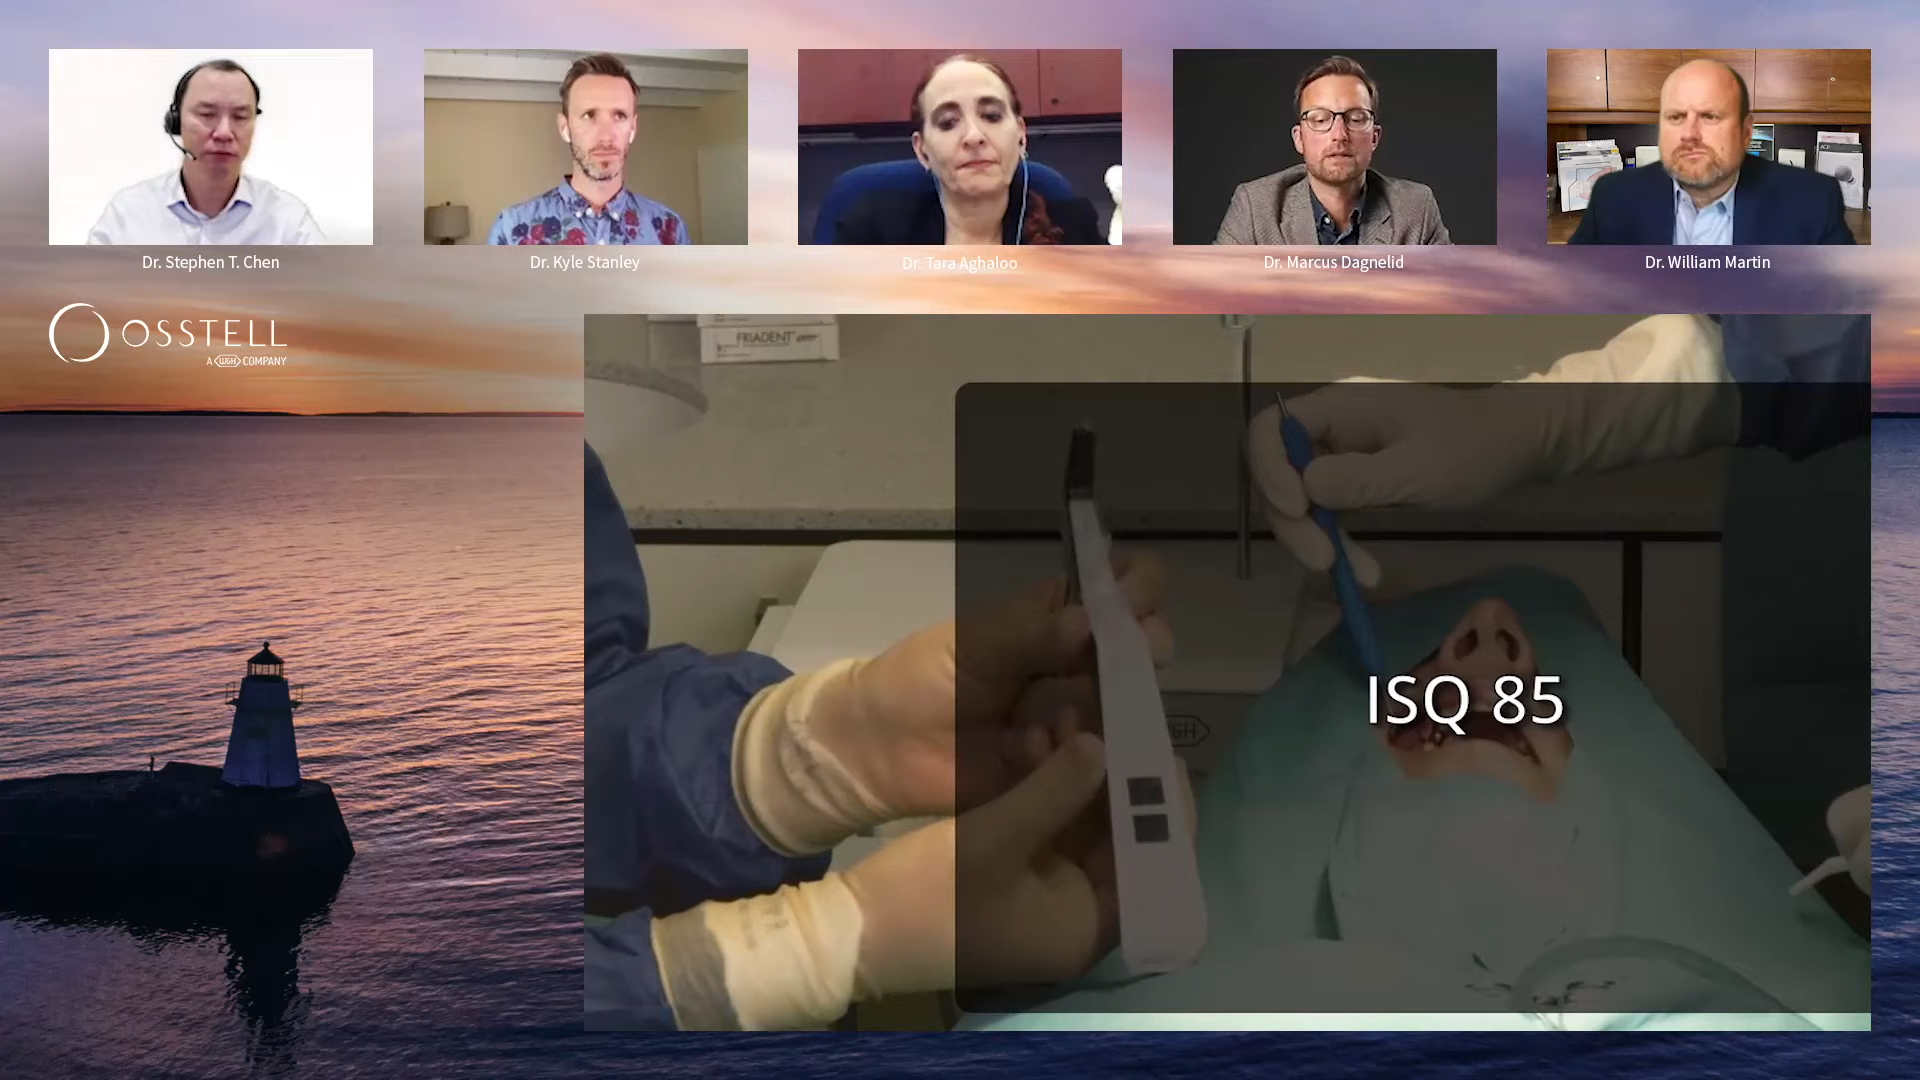 Dr. Stephen T. Chen
Dr. Kyle Stanley
Dr. Tara Aghaloo
Dr. Marcus Dagnelid
Dr. William Martin
OSSTELL
A W&H COMPANY
FRIADENT
ISQ 85